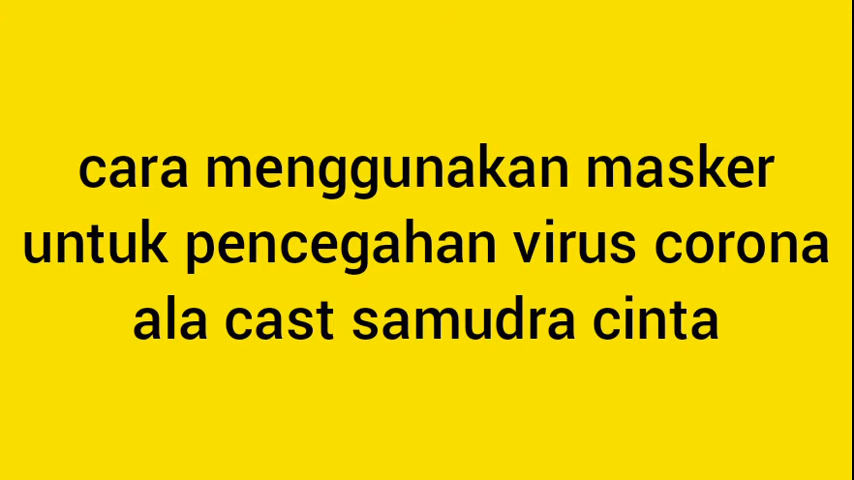 cara menggunakan masker
untuk pencegahan virus corona
ala cast samudra cinta